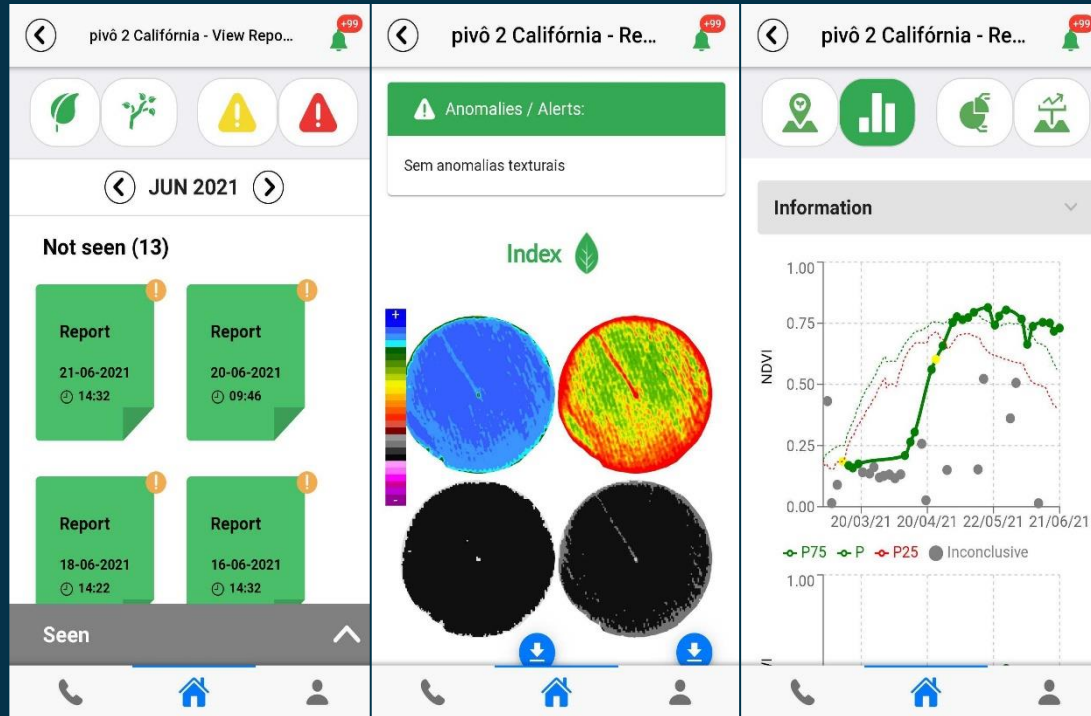 pivô 2 Califórnia - View Repo...
+99
JUN 2021
Not seen (13)
Report
21-06-2021
14:32
Report
20-06-2021
09:46
Report
18-06-2021
14:22
Report
16-06-2021
14:32
Seen
pivô 2 Califórnia - Re...
+99
Anomalies / Alerts:
Sem anomalias texturais
Index
+
-
pivô 2 Califórnia - Re...
+99
Information
1.00
0.75
NDVI
0.50
0.25
0.00
20/03/21 20/04/21 22/05/21 21/06/21
P75 P P25 Inconclusive
1.00